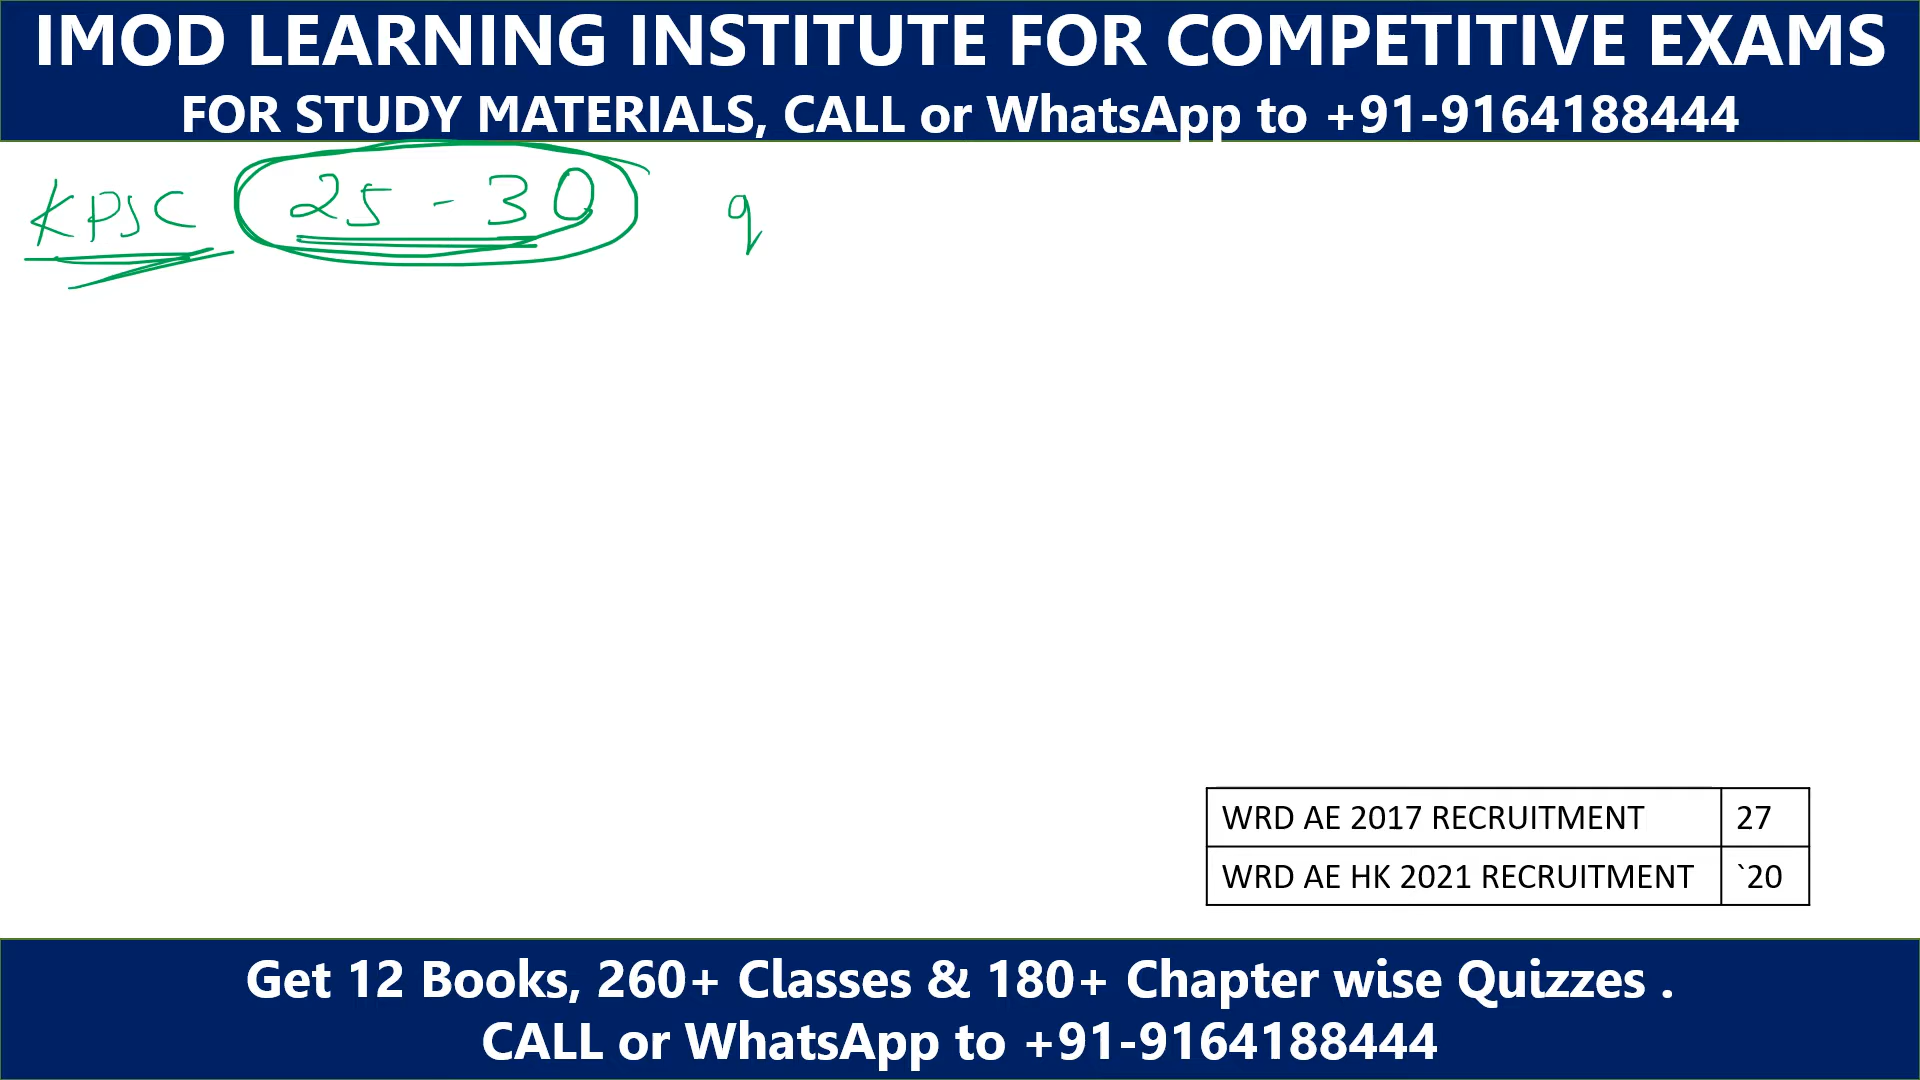 IMOD LEARNING INSTITUTE FOR COMPETITIVE EXAMS
FOR STUDY MATERIALS, CALL or WhatsApp to +91-9164188444
KPSC 25 - 30 q
WRD AE 2017 RECRUITMENT 27
WRD AE HK 2021 RECRUITMENT `20
Get 12 Books, 260+ Classes & 180+ Chapter wise Quizzes .
CALL or WhatsApp to +91-9164188444